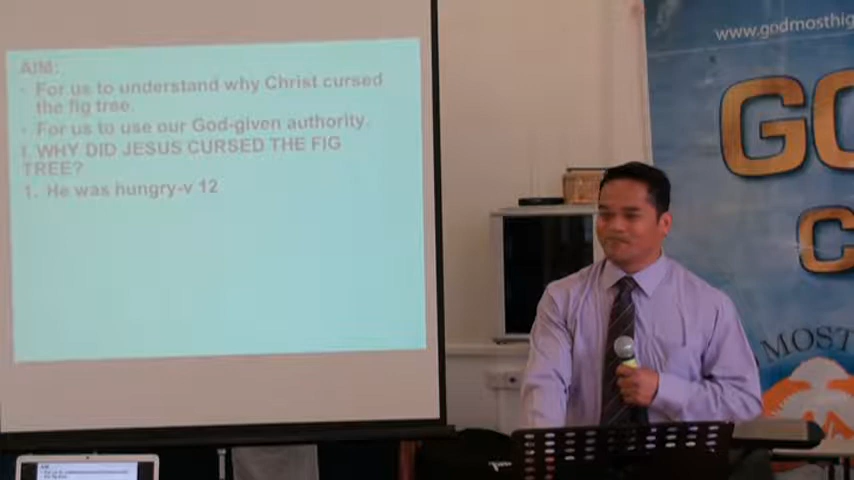 AIM:
- For us to understand why Christ cursed
the fig tree.
- For us to use our God-given authority.
I. WHY DID JESUS CURSED THE FIG
TREE?
1. He was hungry-v 12
www.godmosthig
GO
C
MOST